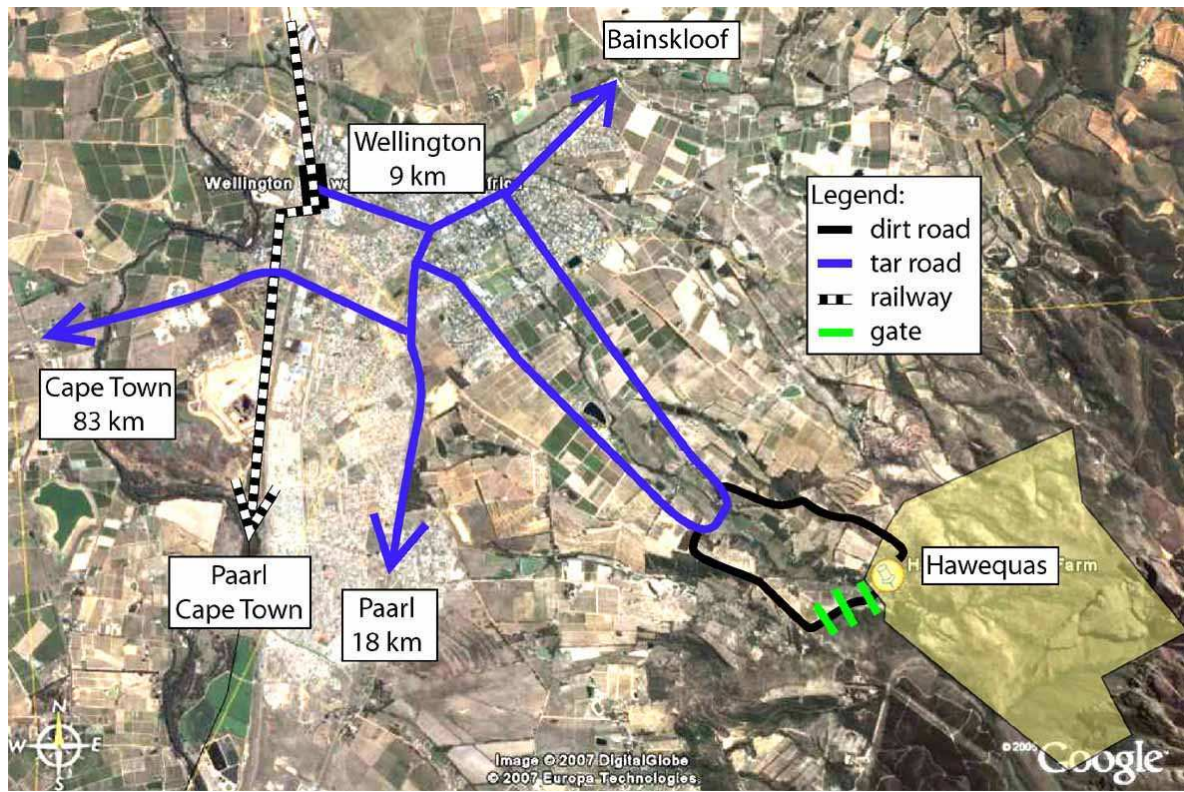 Bainskloof
Wellington
9 km
Wellington
Legend:
dirt road
tar road
railway
gate
Cape Town
83 km
Hawequas
Farm
Paarl
Cape Town
Paarl
18 km
N
W E
S
Image © 2007 DigitalGlobe
© 2007 Europa Technologies
Google